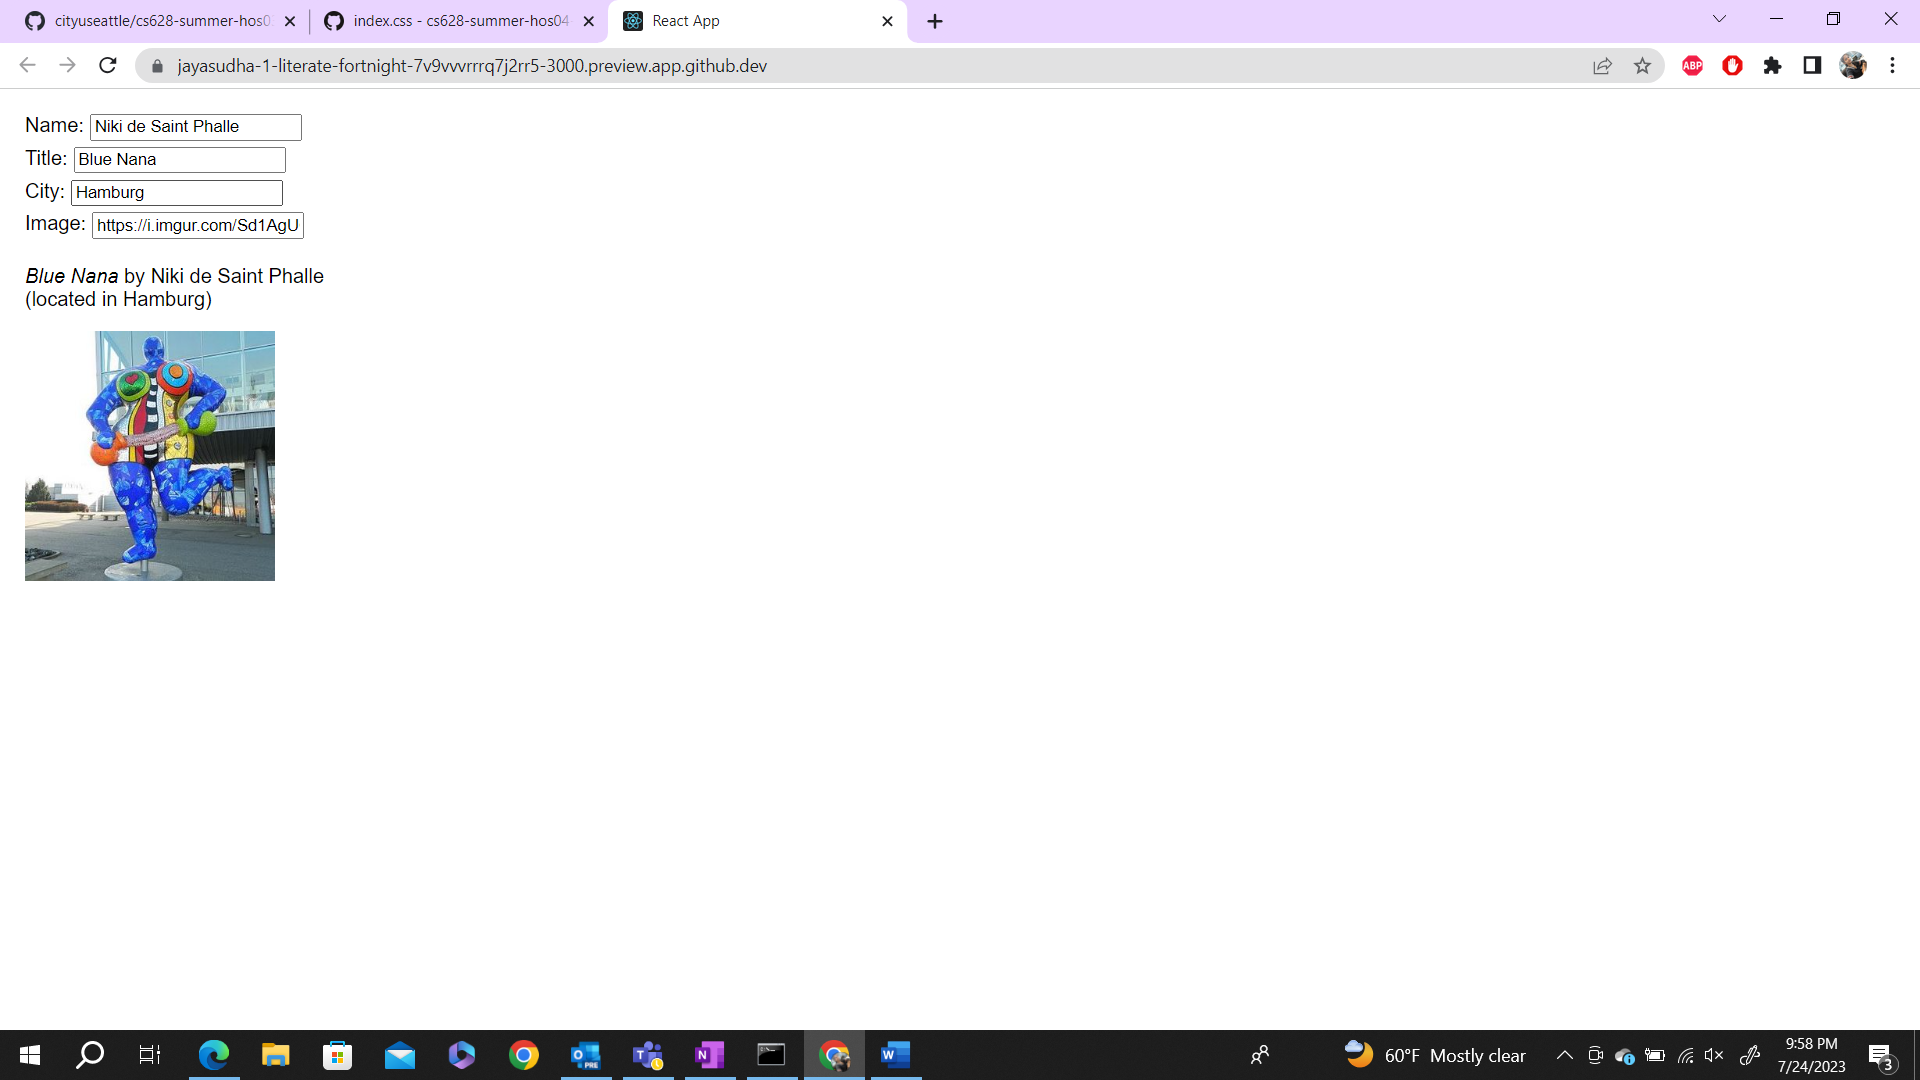 cityuseattle/cs628-summer-hos0
index.css - cs628-summer-hos04
React App
jayasudha-1-literate-fortnight-7v9vvvrrrq7j2rr5-3000.preview.app.github.dev
ABP
Name: Niki de Saint Phalle
Title: Blue Nana
City: Hamburg
Image: https://i.imgur.com/Sd1AgU
Blue Nana by Niki de Saint Phalle
(located in Hamburg)
60°F Mostly clear
9:58 PM
7/24/2023
3